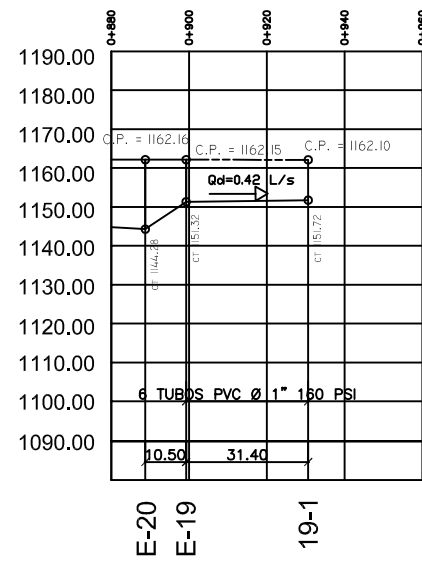 0+880
0+900
0+920
0+940
0+960
1190.00
1180.00
1170.00
C.P. = 1162.16
C.P. = 1162.15
C.P. = 1162.10
1160.00
Qd=0.42 L/s
1150.00
CT 1144.28
CT 1151.32
CT 1151.72
1140.00
1130.00
1120.00
1110.00
6 TUBOS PVC Ø 1" 160 PSI
1100.00
1090.00
10.50
31.40
E-20
E-19
19-1